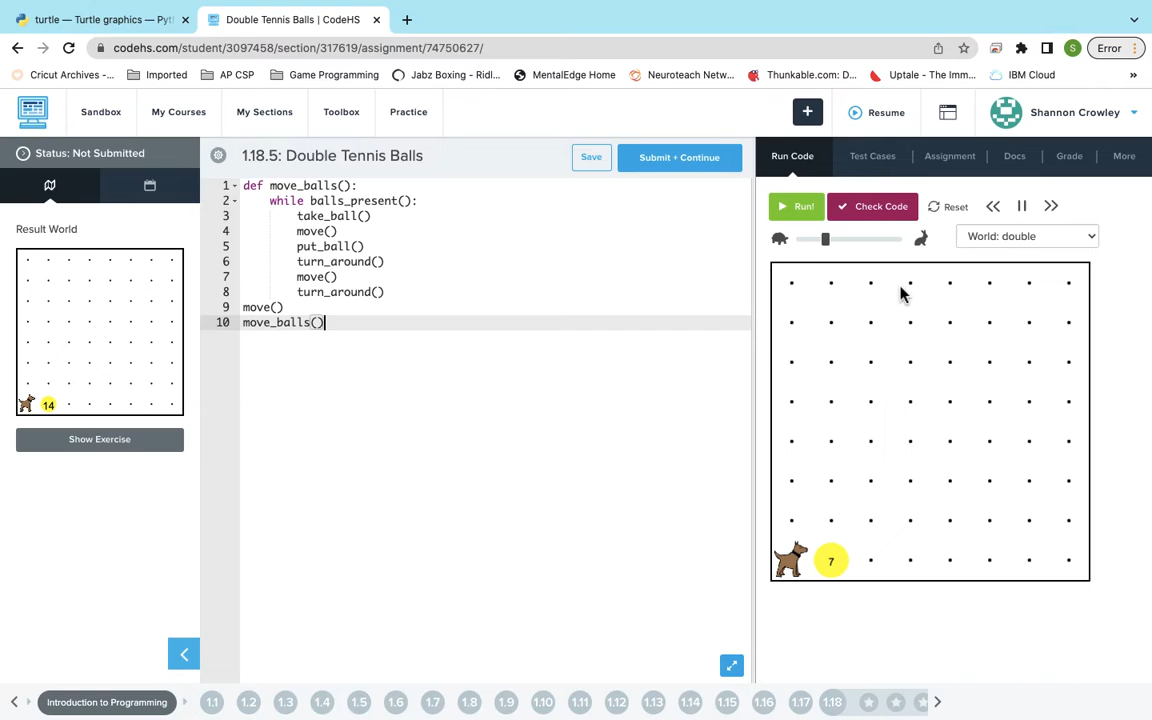 turtle — Turtle graphics — Pyt
Double Tennis Balls | CodeHS
codehs.com/student/3097458/section/317619/assignment/74750627/
S
Error
Cricut Archives -...
Imported
AP CSP
Game Programming
Jabz Boxing - Ridl...
MentalEdge Home
Neuroteach Netw...
Thunkable.com: D...
Uptale - The Imm...
IBM Cloud
»
Sandbox
My Courses
My Sections
Toolbox
Practice
Resume
Shannon Crowley
Status: Not Submitted
1.18.5: Double Tennis Balls
Save
Submit + Continue
Run Code
Test Cases
Assignment
Docs
Grade
More
Result World
14
Show Exercise
1 def move_balls():
2 while balls_present():
3 take_ball()
4 move()
5 put_ball()
6 turn_around()
7 move()
8 turn_around()
9 move()
10 move_balls()
Run!
Check Code
Reset
World: double
7
Introduction to Programming
1.1
1.2
1.3
1.4
1.5
1.6
1.7
1.8
1.9
1.10
1.11
1.12
1.13
1.14
1.15
1.16
1.17
1.18